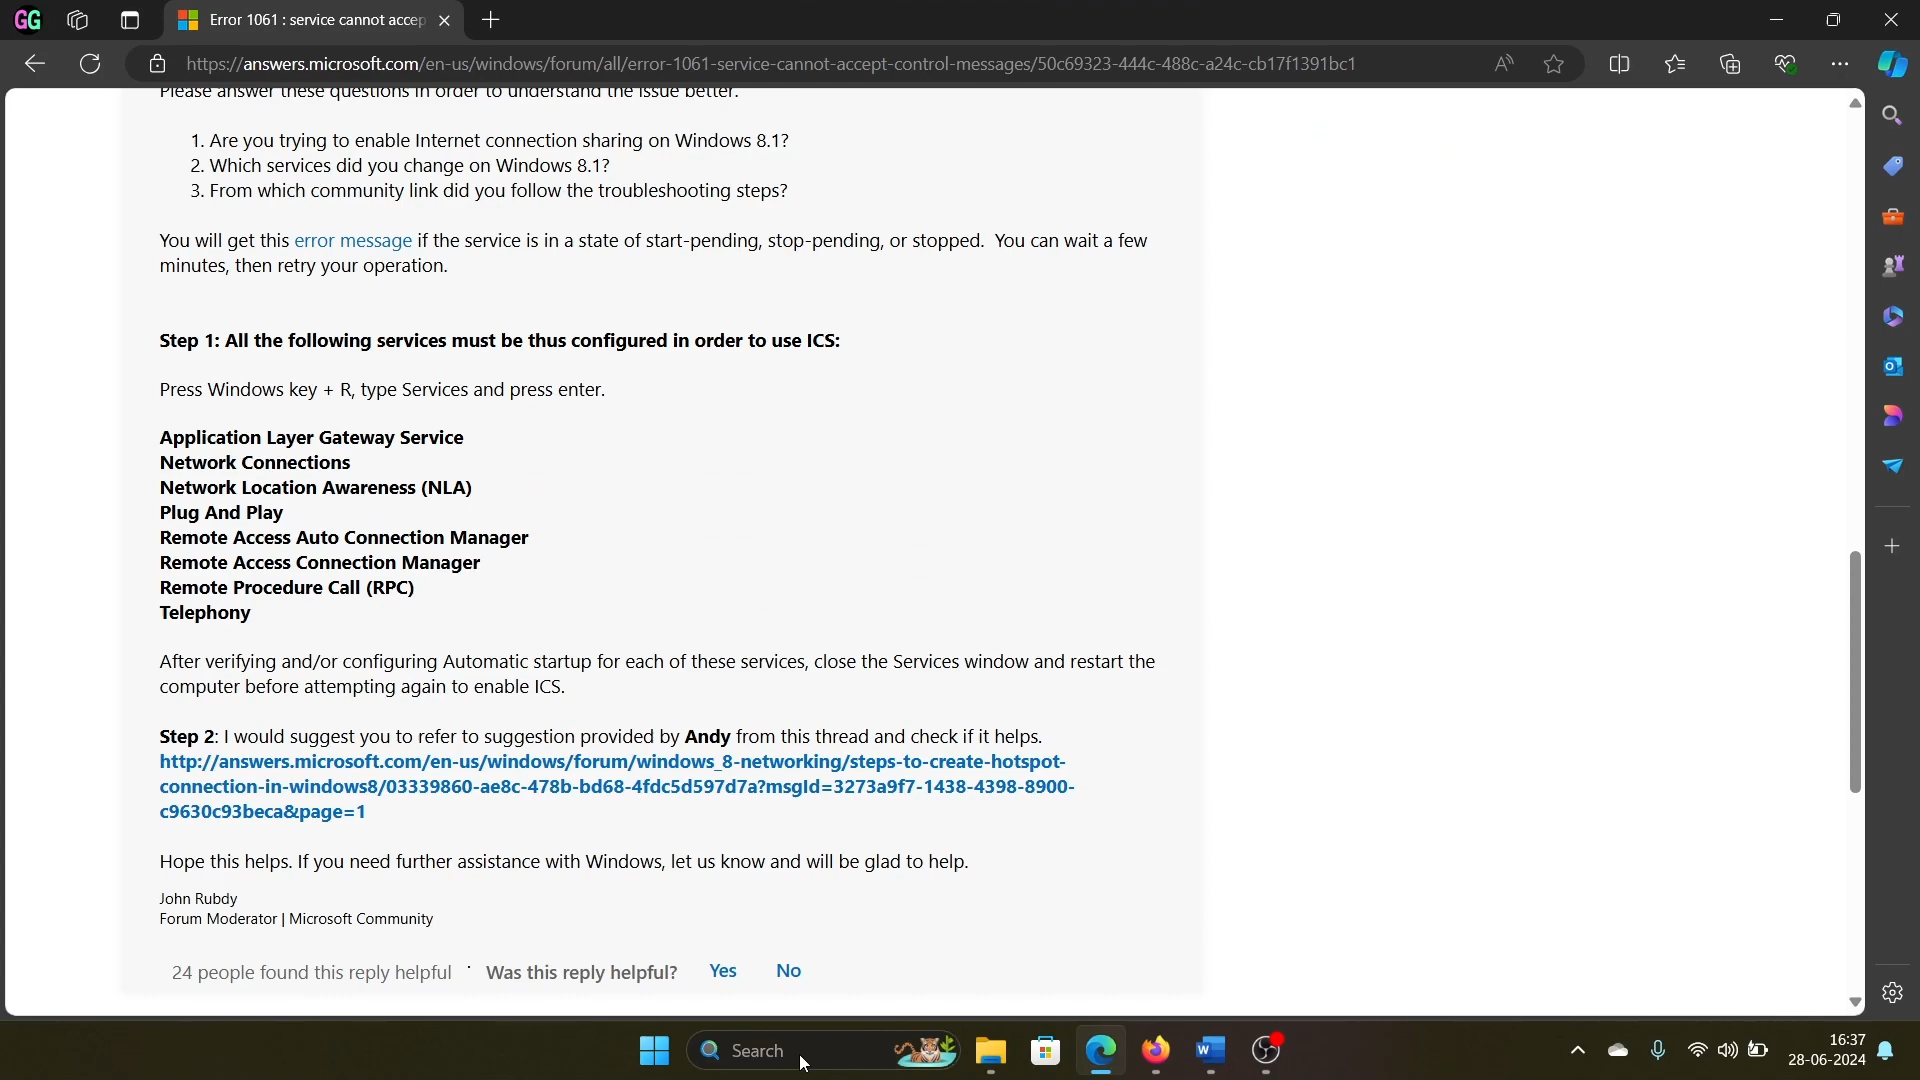 GG
Error 1061 : service cannot accep
https://answers.microsoft.com/en-us/windows/forum/all/error-1061-service-cannot-accept-control-messages/50c69323-444c-488c-a24c-cb17f1391bc1
Please answer these questions in order to understand the issue better.
1. Are you trying to enable Internet connection sharing on Windows 8.1?
2. Which services did you change on Windows 8.1?
3. From which community link did you follow the troubleshooting steps?
You will get this error message if the service is in a state of start-pending, stop-pending, or stopped. You can wait a few
minutes, then retry your operation.
Step 1: All the following services must be thus configured in order to use ICS:
Press Windows key + R, type Services and press enter.
Application Layer Gateway Service
Network Connections
Network Location Awareness (NLA)
Plug And Play
Remote Access Auto Connection Manager
Remote Access Connection Manager
Remote Procedure Call (RPC)
Telephony
After verifying and/or configuring Automatic startup for each of these services, close the Services window and restart the
computer before attempting again to enable ICS.
Step 2: I would suggest you to refer to suggestion provided by Andy from this thread and check if it helps.
http://answers.microsoft.com/en-us/windows/forum/windows_8-networking/steps-to-create-hotspot-
connection-in-windows8/03339860-ae8c-478b-bd68-4fdc5d597d7a?msgId=3273a9f7-1438-4398-8900-
c9630c93beca&page=1
Hope this helps. If you need further assistance with Windows, let us know and will be glad to help.
John Rubdy
Forum Moderator | Microsoft Community
24 people found this reply helpful · Was this reply helpful? Yes No
Search
16:37
28-06-2024